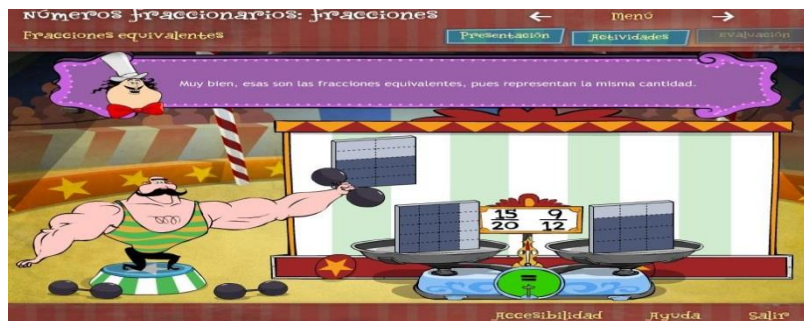 Números fraccionarios: fracciones
Menú
Fracciones equivalentes
Presentación
Actividades
Evaluación
Muy bien, esas son las fracciones equivalentes, pues representan la misma cantidad.
15 9
20 12
=
Accesibilidad Ayuda Salir